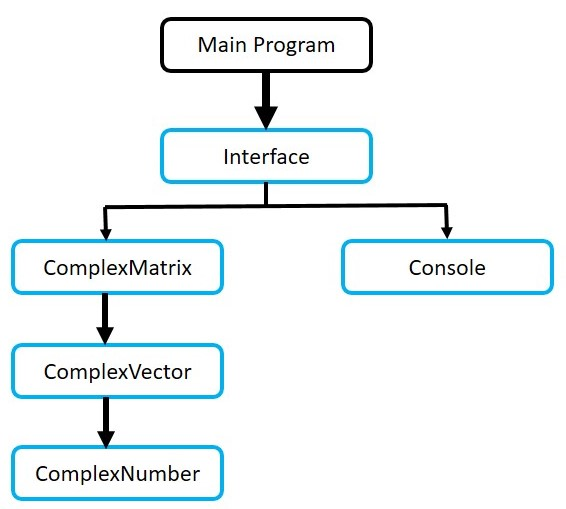 Main Program
Interface
ComplexMatrix
Console
ComplexVector
ComplexNumber